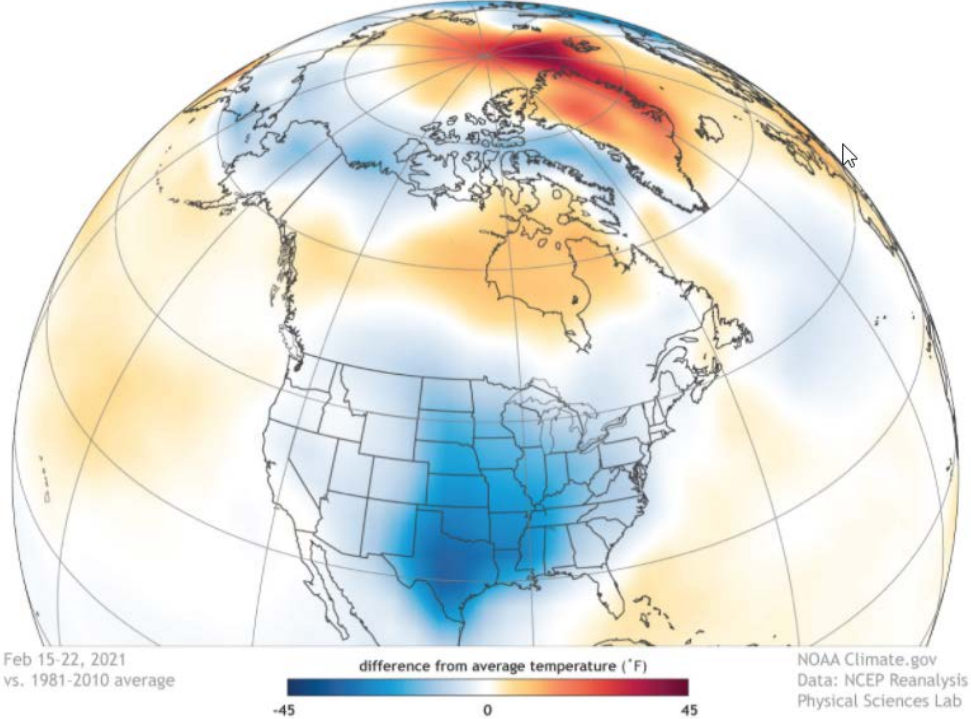 Feb 15-22, 2021
vs. 1981-2010 average
difference from average temperature (˚F)
-45
0
45
NOAA Climate.gov
Data: NCEP Reanalysis
Physical Sciences Lab